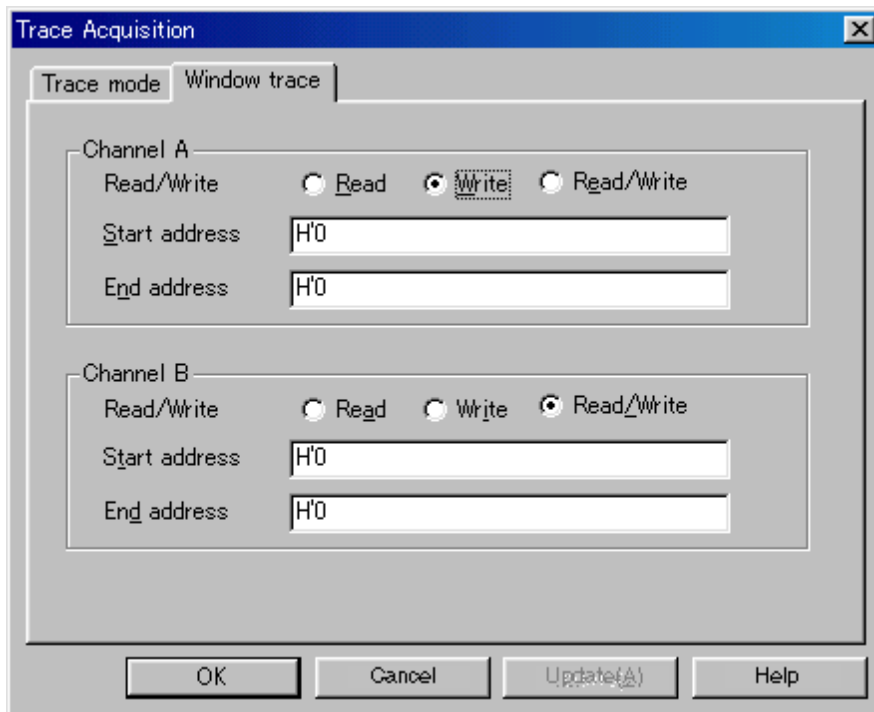 Trace Acquisition
Trace mode Window trace
Channel A
Read/Write Read Write Read/Write
Start address H'0
End address H'0
Channel B
Read/Write Read Write Read/Write
Start address H'0
End address H'0
OK Cancel Update(A) Help